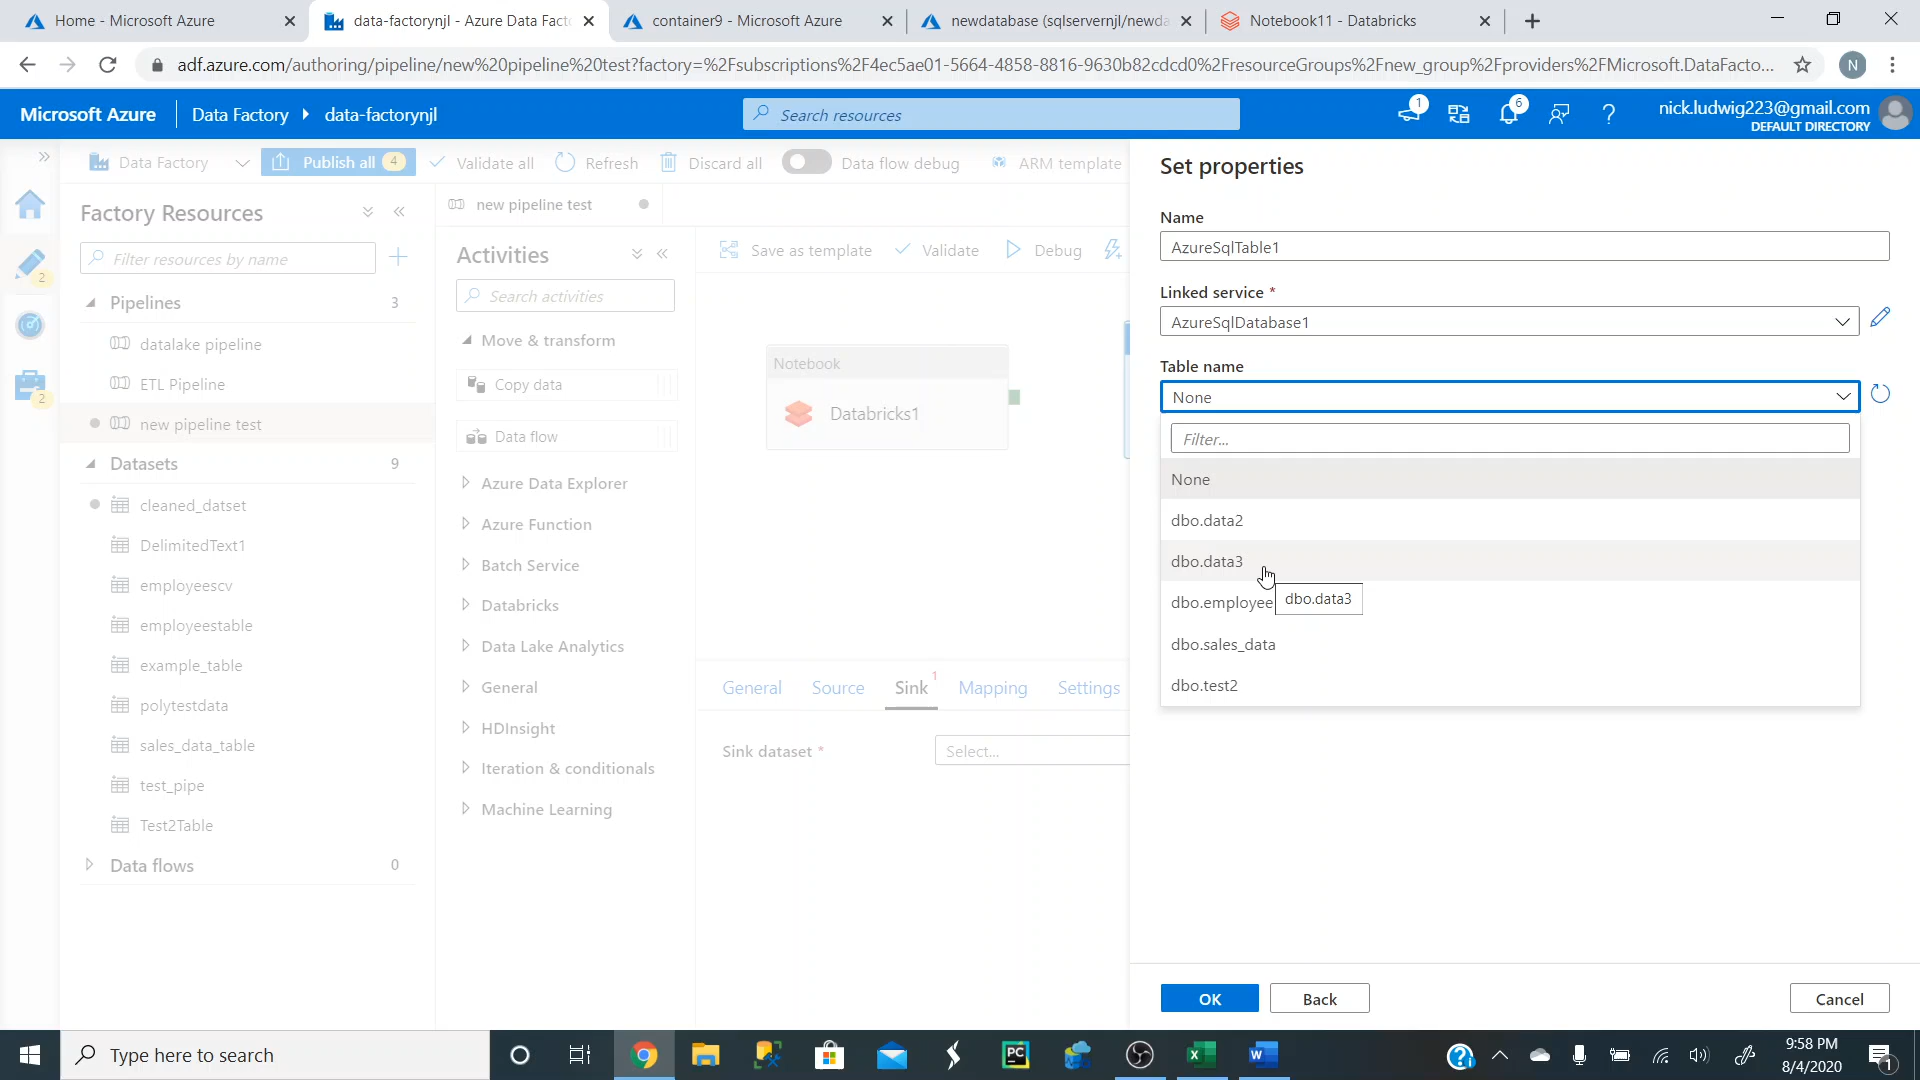 Home - Microsoft Azure
data-factorynjl - Azure Data Fact
container9 - Microsoft Azure
newdatabase (sqlservernjl/newda
Notebook11 - Databricks
adf.azure.com/authoring/pipeline/new%20pipeline%20test?factory=%2Fsubscriptions%2F4ec5ae01-5664-4858-8816-9630b82cdcd0%2FresourceGroups%2Fnew_group%2Fproviders%2FMicrosoft.DataFacto...
N
Microsoft Azure
Data Factory
data-factorynjl
Search resources
1
6
?
nick.ludwig223@gmail.com
DEFAULT DIRECTORY
Data Factory
Publish all 4
Validate all
Refresh
Discard all
Data flow debug
ARM template
2
2
Factory Resources
Filter resources by name
Pipelines 3
datalake pipeline
ETL Pipeline
new pipeline test
Datasets 9
cleaned_datset
DelimitedText1
employeescv
employeestable
example_table
polytestdata
sales_data_table
test_pipe
Test2Table
Data flows 0
new pipeline test
Activities
Search activities
Move & transform
Copy data
Data flow
Azure Data Explorer
Azure Function
Batch Service
Databricks
Data Lake Analytics
General
HDInsight
Iteration & conditionals
Machine Learning
Save as template
Validate
Debug
Notebook
Databricks1
General
Source
Sink 1
Mapping
Settings
Sink dataset *
Select...
Set properties
Name
AzureSqlTable1
Linked service *
AzureSqlDatabase1
Table name
None
Filter...
None
dbo.data2
dbo.data3
dbo.employee
dbo.data3
dbo.sales_data
dbo.test2
OK
Back
Cancel
Type here to search
PC
X
W
?
9:58 PM
8/4/2020
1